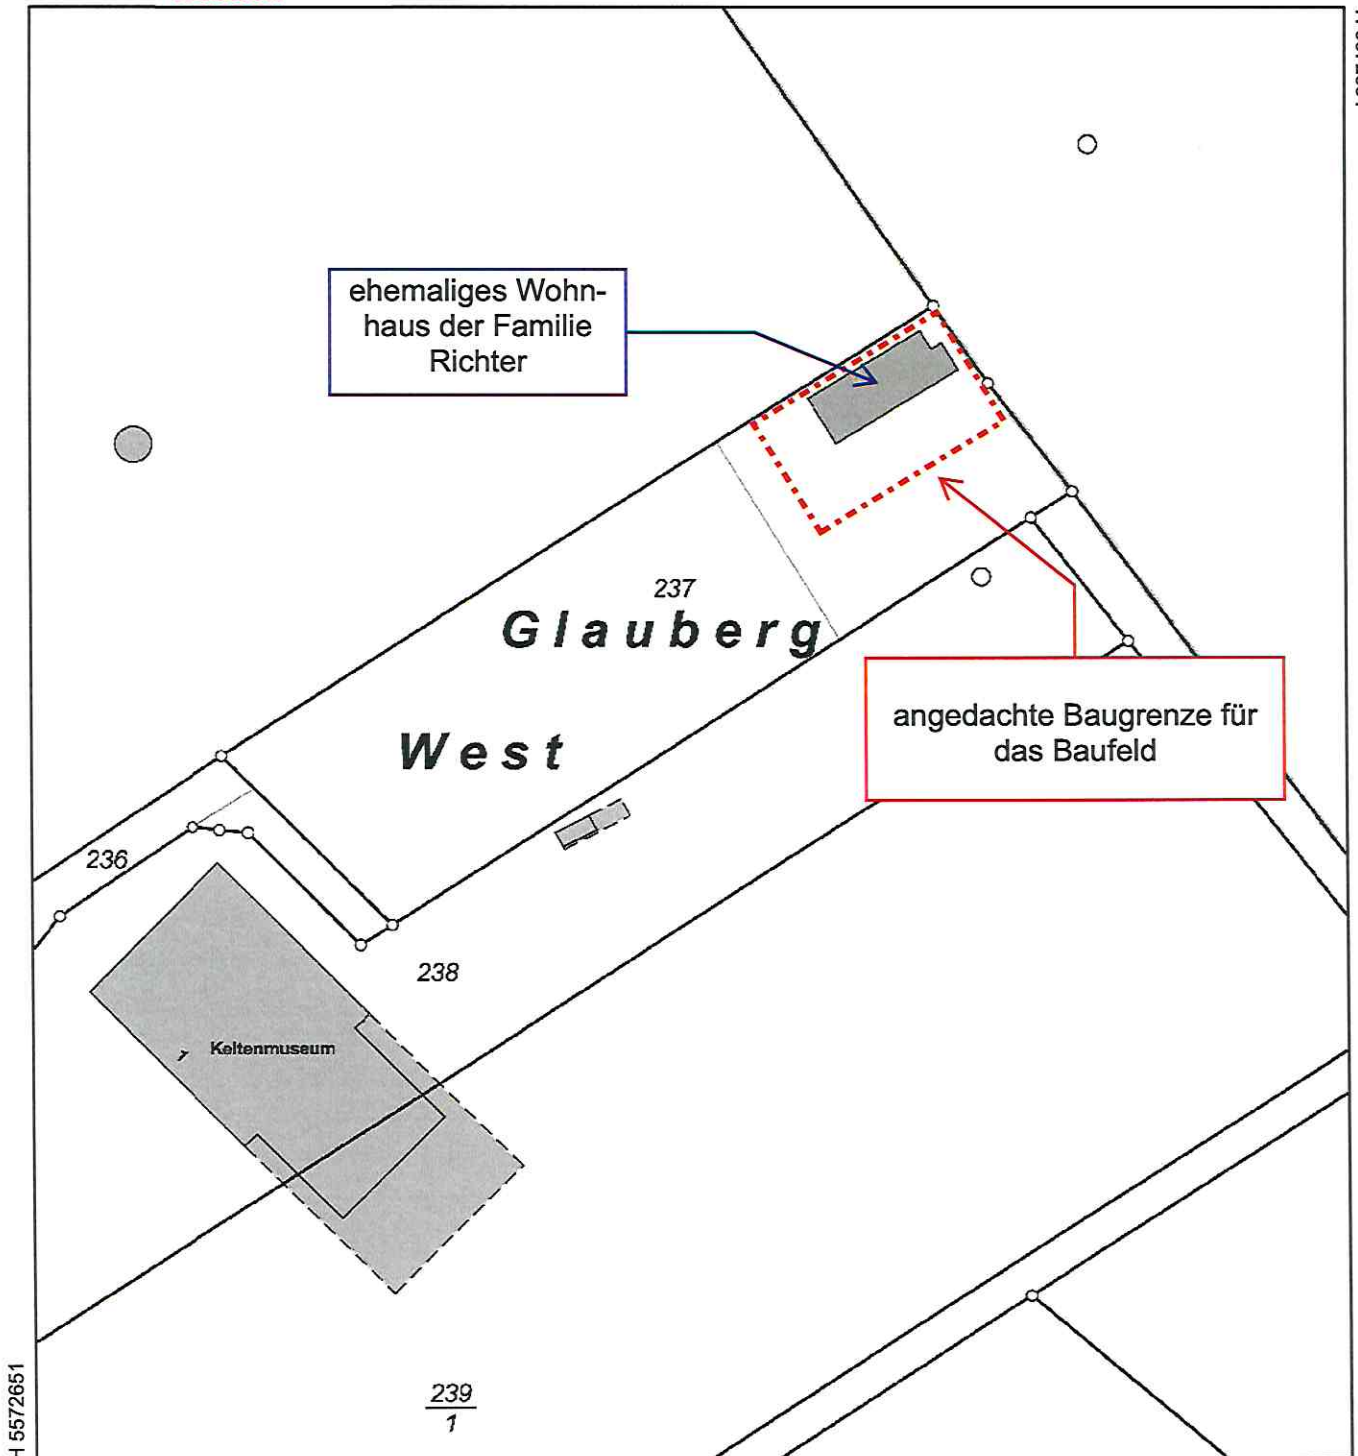 ehemaliges Wohn-
haus der Familie
Richter
237
Glauberg
West
angedachte Baugrenze für
das Baufeld
236
238
1
Keltenmuseum
239
1
H 5572651